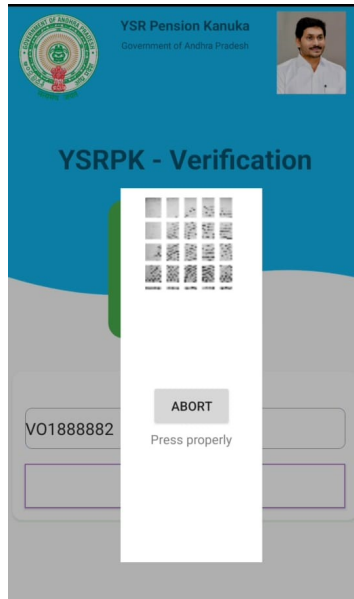 YSR Pension Kanuka
Government of Andhra Pradesh
YSRPK - Verification
ABORT
Press properly
VO1888882